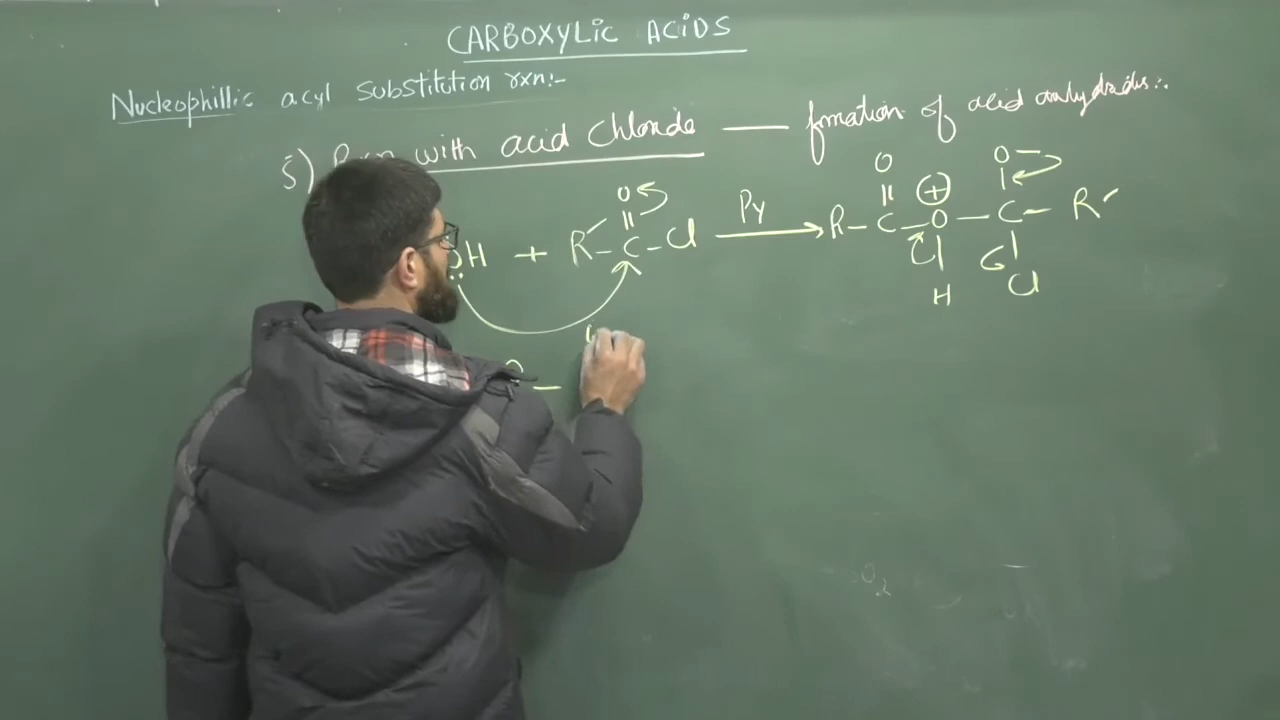 CARBOXYLIC ACIDS
Nucleophillic acyl substitution rxn:-
5) Rxn with acid chloride — formation of acid anhydrides:.
O O ⊕ O
OH + R′-C-Cl Py R-C-O-C-R′
H Cl
O -
O2